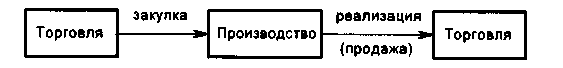 закупка
реализация
Торговля
Производство
(продажа)
Торговля